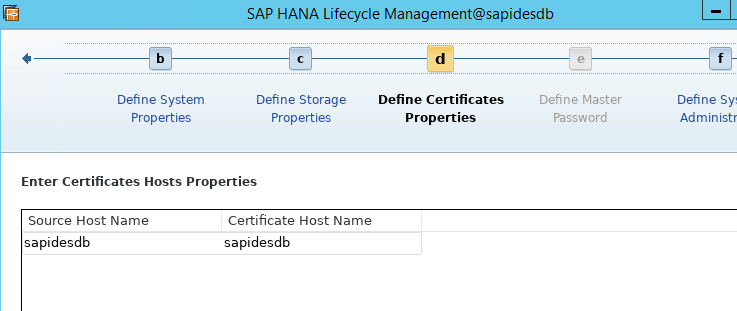 SAP HANA Lifecycle Management@sapidesdb
b c d e f
Define System Define Storage Define Certificates Define Master Define Sy
Properties Properties Properties Password Administr
Enter Certificates Hosts Properties
Source Host Name Certificate Host Name
sapidesdb sapidesdb